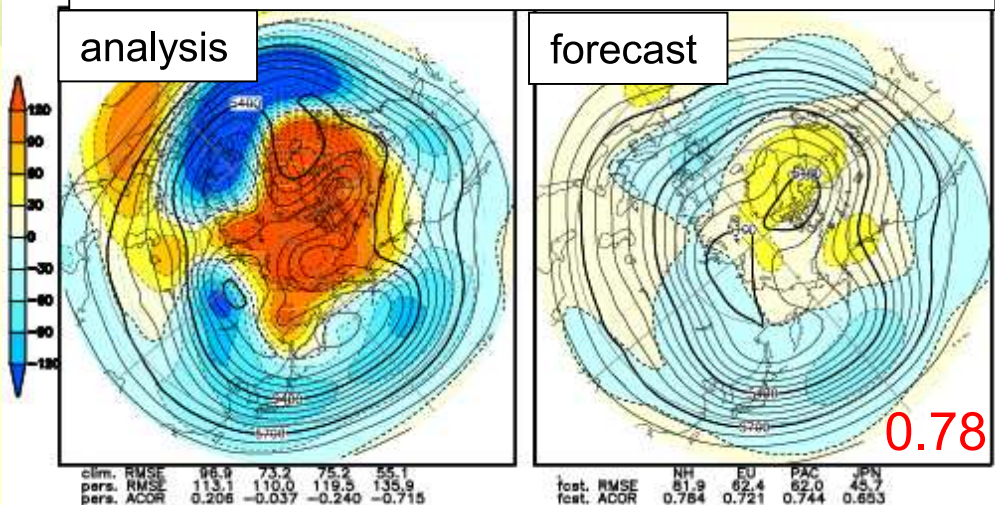 analysis
forecast
120
90
60
30
0
-30
-60
-90
-120
5400
5400
5700
5400
5700
0.78
clim. RMSE 96.9 73.2 75.2 55.1
pers. RMSE 113.1 110.0 119.5 135.9
pers. ACOR 0.206 -0.037 -0.240 -0.715
NH EU PAC JPN
fcst. RMSE 61.9 62.4 62.0 45.7
fcst. ACOR 0.784 0.721 0.744 0.653